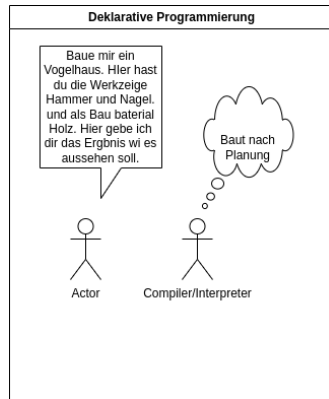 Deklarative Programmierung
Baue mir ein
Vogelhaus. HIer hast
du die Werkzeige
Hammer und Nagel.
und als Bau baterial
Holz. Hier gebe ich
dir das Ergbnis wi es
aussehen soll.
Baut nach
Planung
Actor
Compiler/Interpreter